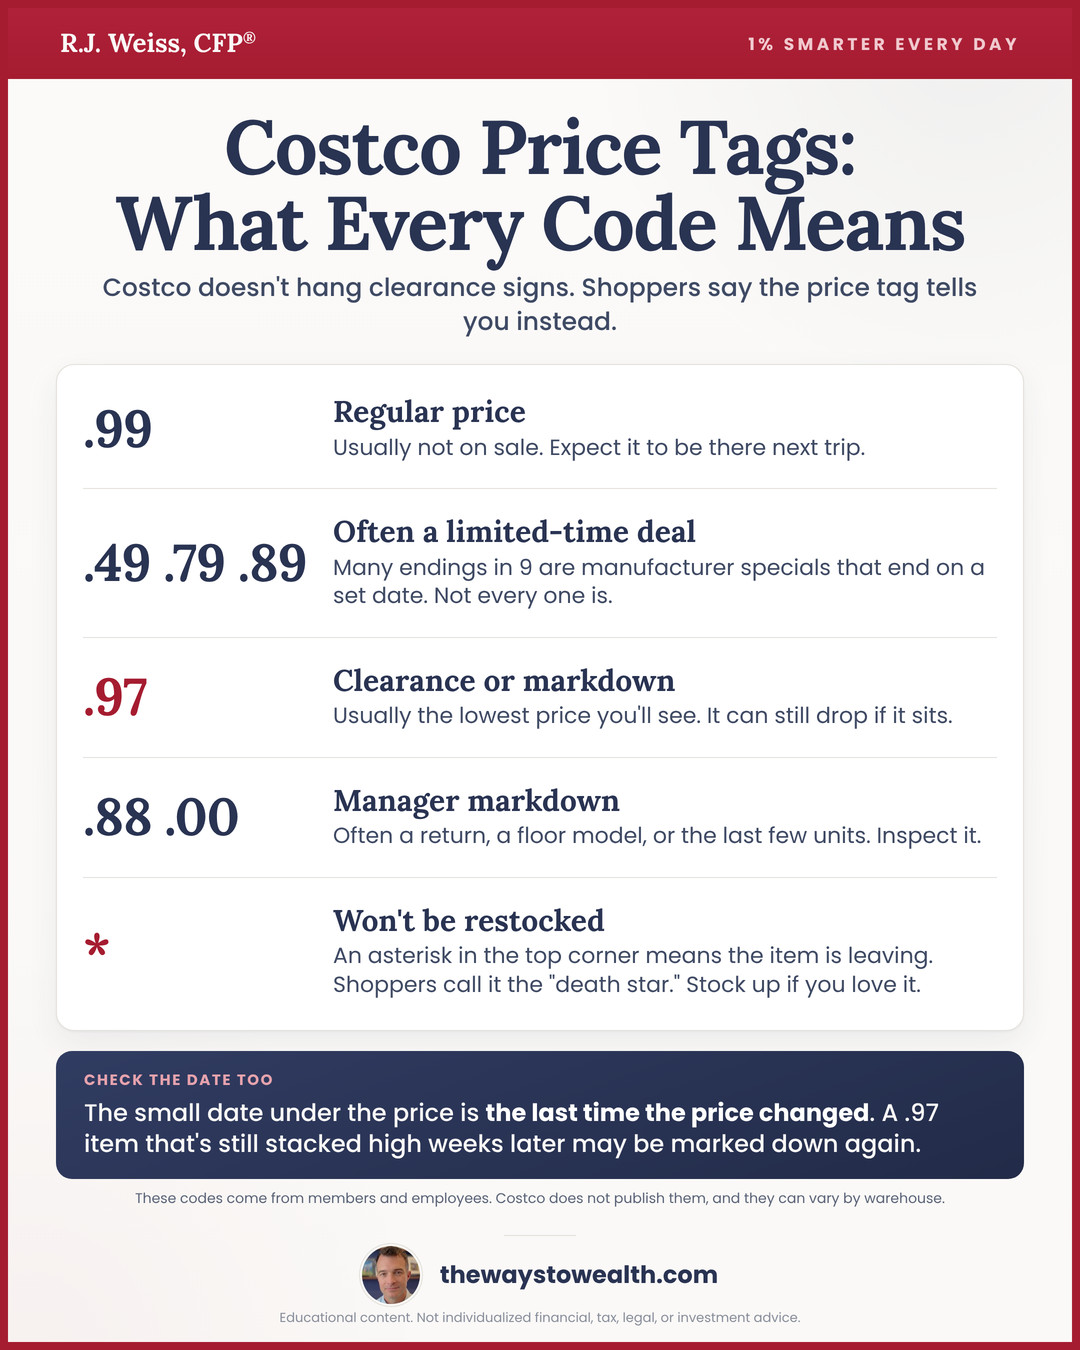 R.J. Weiss, CFP®
1% SMARTER EVERY DAY
Costco Price Tags:
What Every Code Means
Costco doesn't hang clearance signs. Shoppers say the price tag tells
you instead.
.99
Regular price
Usually not on sale. Expect it to be there next trip.
.49 .79 .89
Often a limited-time deal
Many endings in 9 are manufacturer specials that end on a
set date. Not every one is.
.97
Clearance or markdown
Usually the lowest price you'll see. It can still drop if it sits.
.88 .00
Manager markdown
Often a return, a floor model, or the last few units. Inspect it.
*
Won't be restocked
An asterisk in the top corner means the item is leaving.
Shoppers call it the "death star." Stock up if you love it.
CHECK THE DATE TOO
The small date under the price is the last time the price changed. A .97
item that's still stacked high weeks later may be marked down again.
These codes come from members and employees. Costco does not publish them, and they can vary by warehouse.
thewaystowealth.com
Educational content. Not individualized financial, tax, legal, or investment advice.